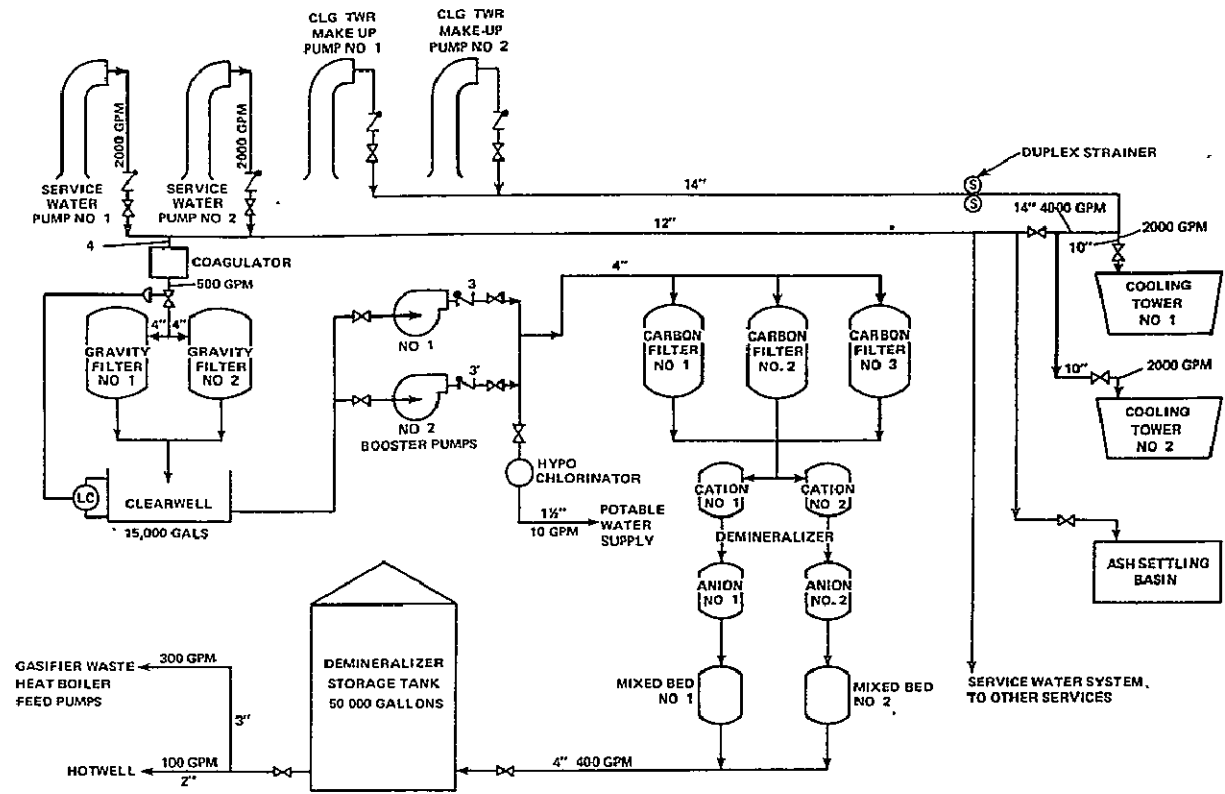 CLG TWR
MAKE UP
PUMP NO 1
CLG TWR
MAKE-UP
PUMP NO 2
2000 GPM
2000 GPM
SERVICE
WATER
PUMP NO 1
SERVICE
WATER
PUMP NO 2
DUPLEX STRAINER
14"
S
S
14" 4000 GPM
12"
2000 GPM
10"
4
COAGULATOR
500 GPM
4"
4"
GRAVITY
FILTER
NO 1
GRAVITY
FILTER
NO 2
3
NO 1
3'
NO 2
BOOSTER PUMPS
4"
CARBON
FILTER
NO 1
CARBON
FILTER
NO.2
CARBON
FILTER
NO 3
COOLING
TOWER
NO 1
10"
2000 GPM
COOLING
TOWER
NO 2
LC
CLEARWELL
15,000 GALS
HYPO
CHLORINATOR
1½"
10 GPM
POTABLE
WATER
SUPPLY
CATION
NO 1
CATION
NO 2
DEMINERALIZER
ANION
NO 1
ANION
NO.2
ASH SETTLING
BASIN
MIXED BED
NO 1
MIXED BED
NO 2
SERVICE WATER SYSTEM
TO OTHER SERVICES
DEMINERALIZER
STORAGE TANK
50 000 GALLONS
GASIFIER WASTE
HEAT BOILER
FEED PUMPS
300 GPM
3"
HOTWELL
100 GPM
2"
4" 400 GPM